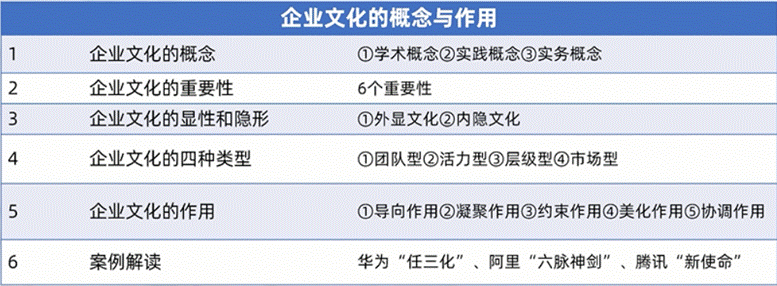 企业文化的概念与作用
1 企业文化的概念 ①学术概念②实践概念③实务概念
2 企业文化的重要性 6个重要性
3 企业文化的显性和隐形 ①外显文化②内隐文化
4 企业文化的四种类型 ①团队型②活力型③层级型④市场型
5 企业文化的作用 ①导向作用②凝聚作用③约束作用④美化作用⑤协调作用
6 案例解读 华为“任三化”、阿里“六脉神剑”、腾讯“新使命”